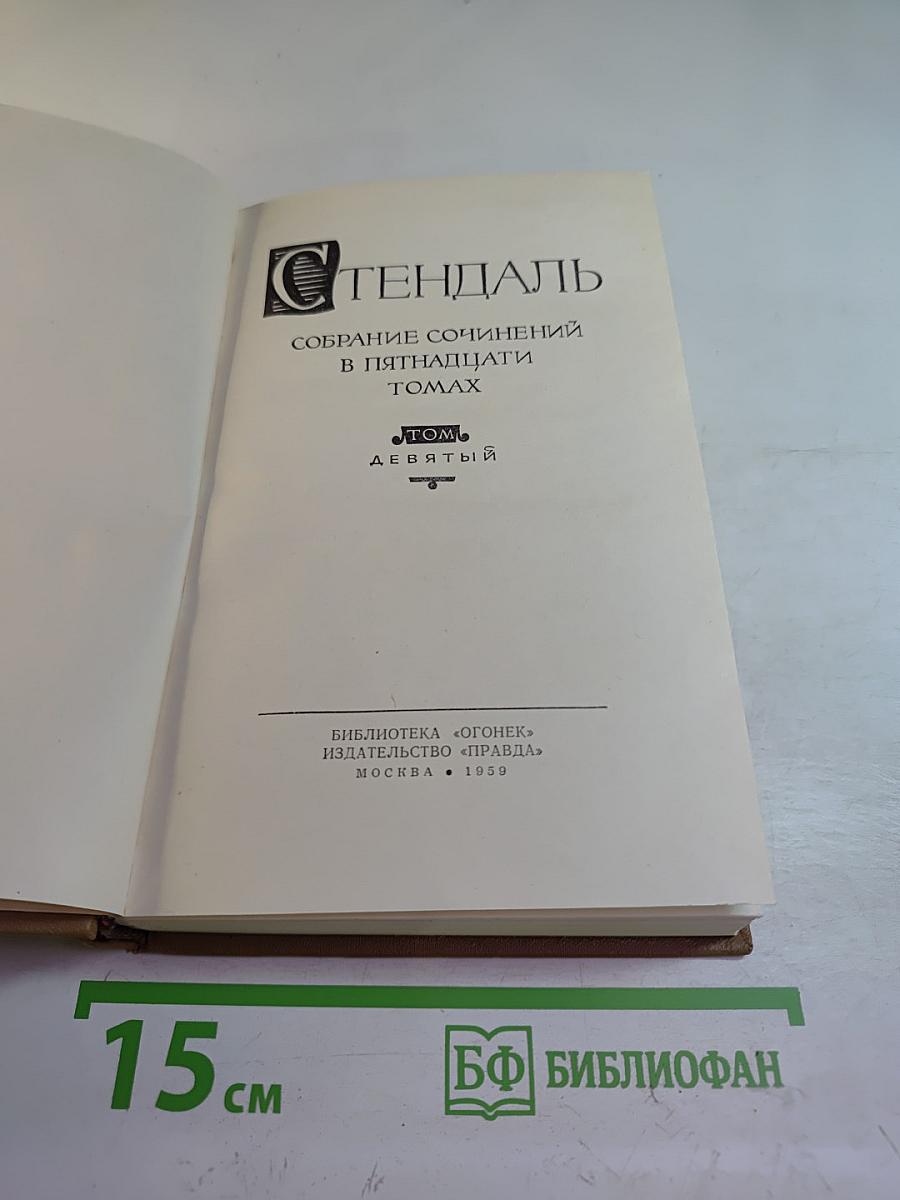 СТЕНДАЛЬ
СОБРАНИЕ СОЧИНЕНИЙ
В ПЯТНАДЦАТИ
ТОМАХ
ТОМ
ДЕВЯТЫЙ
БИБЛИОТЕКА «ОГОНЕК»
ИЗДАТЕЛЬСТВО «ПРАВДА»
МОСКВА • 1959
15 см
БФ БИБЛИОФАН